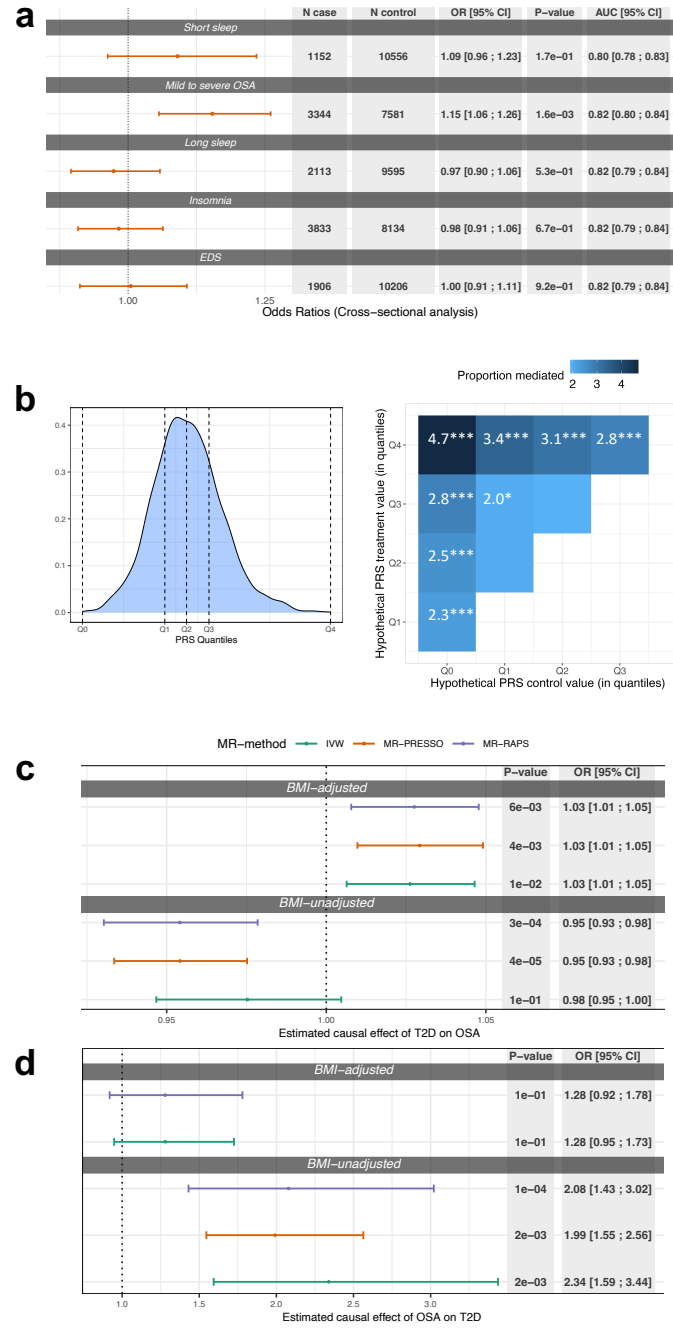 a
N case N control OR [95% CI] P−value AUC [95% CI]
Short sleep
1152 10556 1.09 [0.96 ; 1.23] 1.7e−01 0.80 [0.78 ; 0.83]
Mild to severe OSA
3344 7581 1.15 [1.06 ; 1.26] 1.6e−03 0.82 [0.80 ; 0.84]
Long sleep
2113 9595 0.97 [0.90 ; 1.06] 5.3e−01 0.82 [0.79 ; 0.84]
Insomnia
3833 8134 0.98 [0.91 ; 1.06] 6.7e−01 0.82 [0.79 ; 0.84]
EDS
1906 10206 1.00 [0.91 ; 1.11] 9.2e−01 0.82 [0.79 ; 0.84]
1.00 1.25
Odds Ratios (Cross−sectional analysis)
b
0.4
0.3
0.2
0.1
0.0
Q0 Q1 Q2 Q3 Q4
PRS Quantiles
Proportion mediated
2 3 4
Hypothetical PRS treatment value (in quantiles)
Q4 4.7*** 3.4*** 3.1*** 2.8***
Q3 2.8*** 2.0*
Q2 2.5***
Q1 2.3***
Q0 Q1 Q2 Q3
Hypothetical PRS control value (in quantiles)
MR−method IVW MR−PRESSO MR−RAPS
c
P−value OR [95% CI]
BMI−adjusted
6e−03 1.03 [1.01 ; 1.05]
4e−03 1.03 [1.01 ; 1.05]
1e−02 1.03 [1.01 ; 1.05]
BMI−unadjusted
3e−04 0.95 [0.93 ; 0.98]
4e−05 0.95 [0.93 ; 0.98]
1e−01 0.98 [0.95 ; 1.00]
0.95 1.00 1.05
Estimated causal effect of T2D on OSA
d
P−value OR [95% CI]
BMI−adjusted
1e−01 1.28 [0.92 ; 1.78]
1e−01 1.28 [0.95 ; 1.73]
BMI−unadjusted
1e−04 2.08 [1.43 ; 3.02]
2e−03 1.99 [1.55 ; 2.56]
2e−03 2.34 [1.59 ; 3.44]
1.0 1.5 2.0 2.5 3.0
Estimated causal effect of OSA on T2D